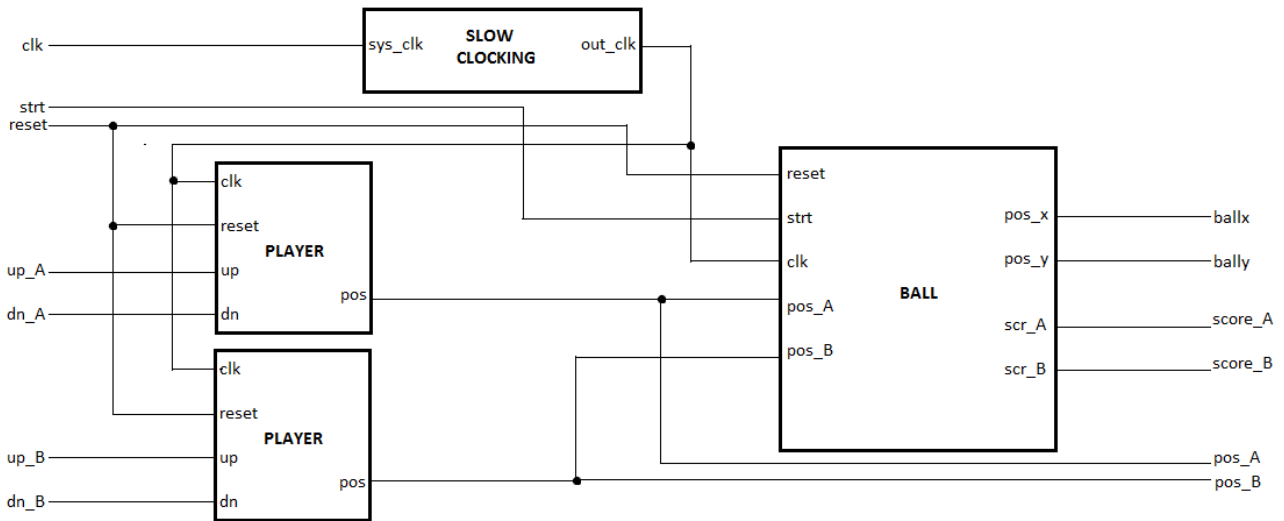 clk
sys_clk
SLOW
CLOCKING
out_clk
strt
reset
clk
reset
PLAYER
up_A
up
dn_A
dn
pos
clk
reset
PLAYER
up_B
up
dn_B
dn
pos
reset
strt
clk
pos_A
pos_B
BALL
pos_x
pos_y
scr_A
scr_B
ballx
bally
score_A
score_B
pos_A
pos_B